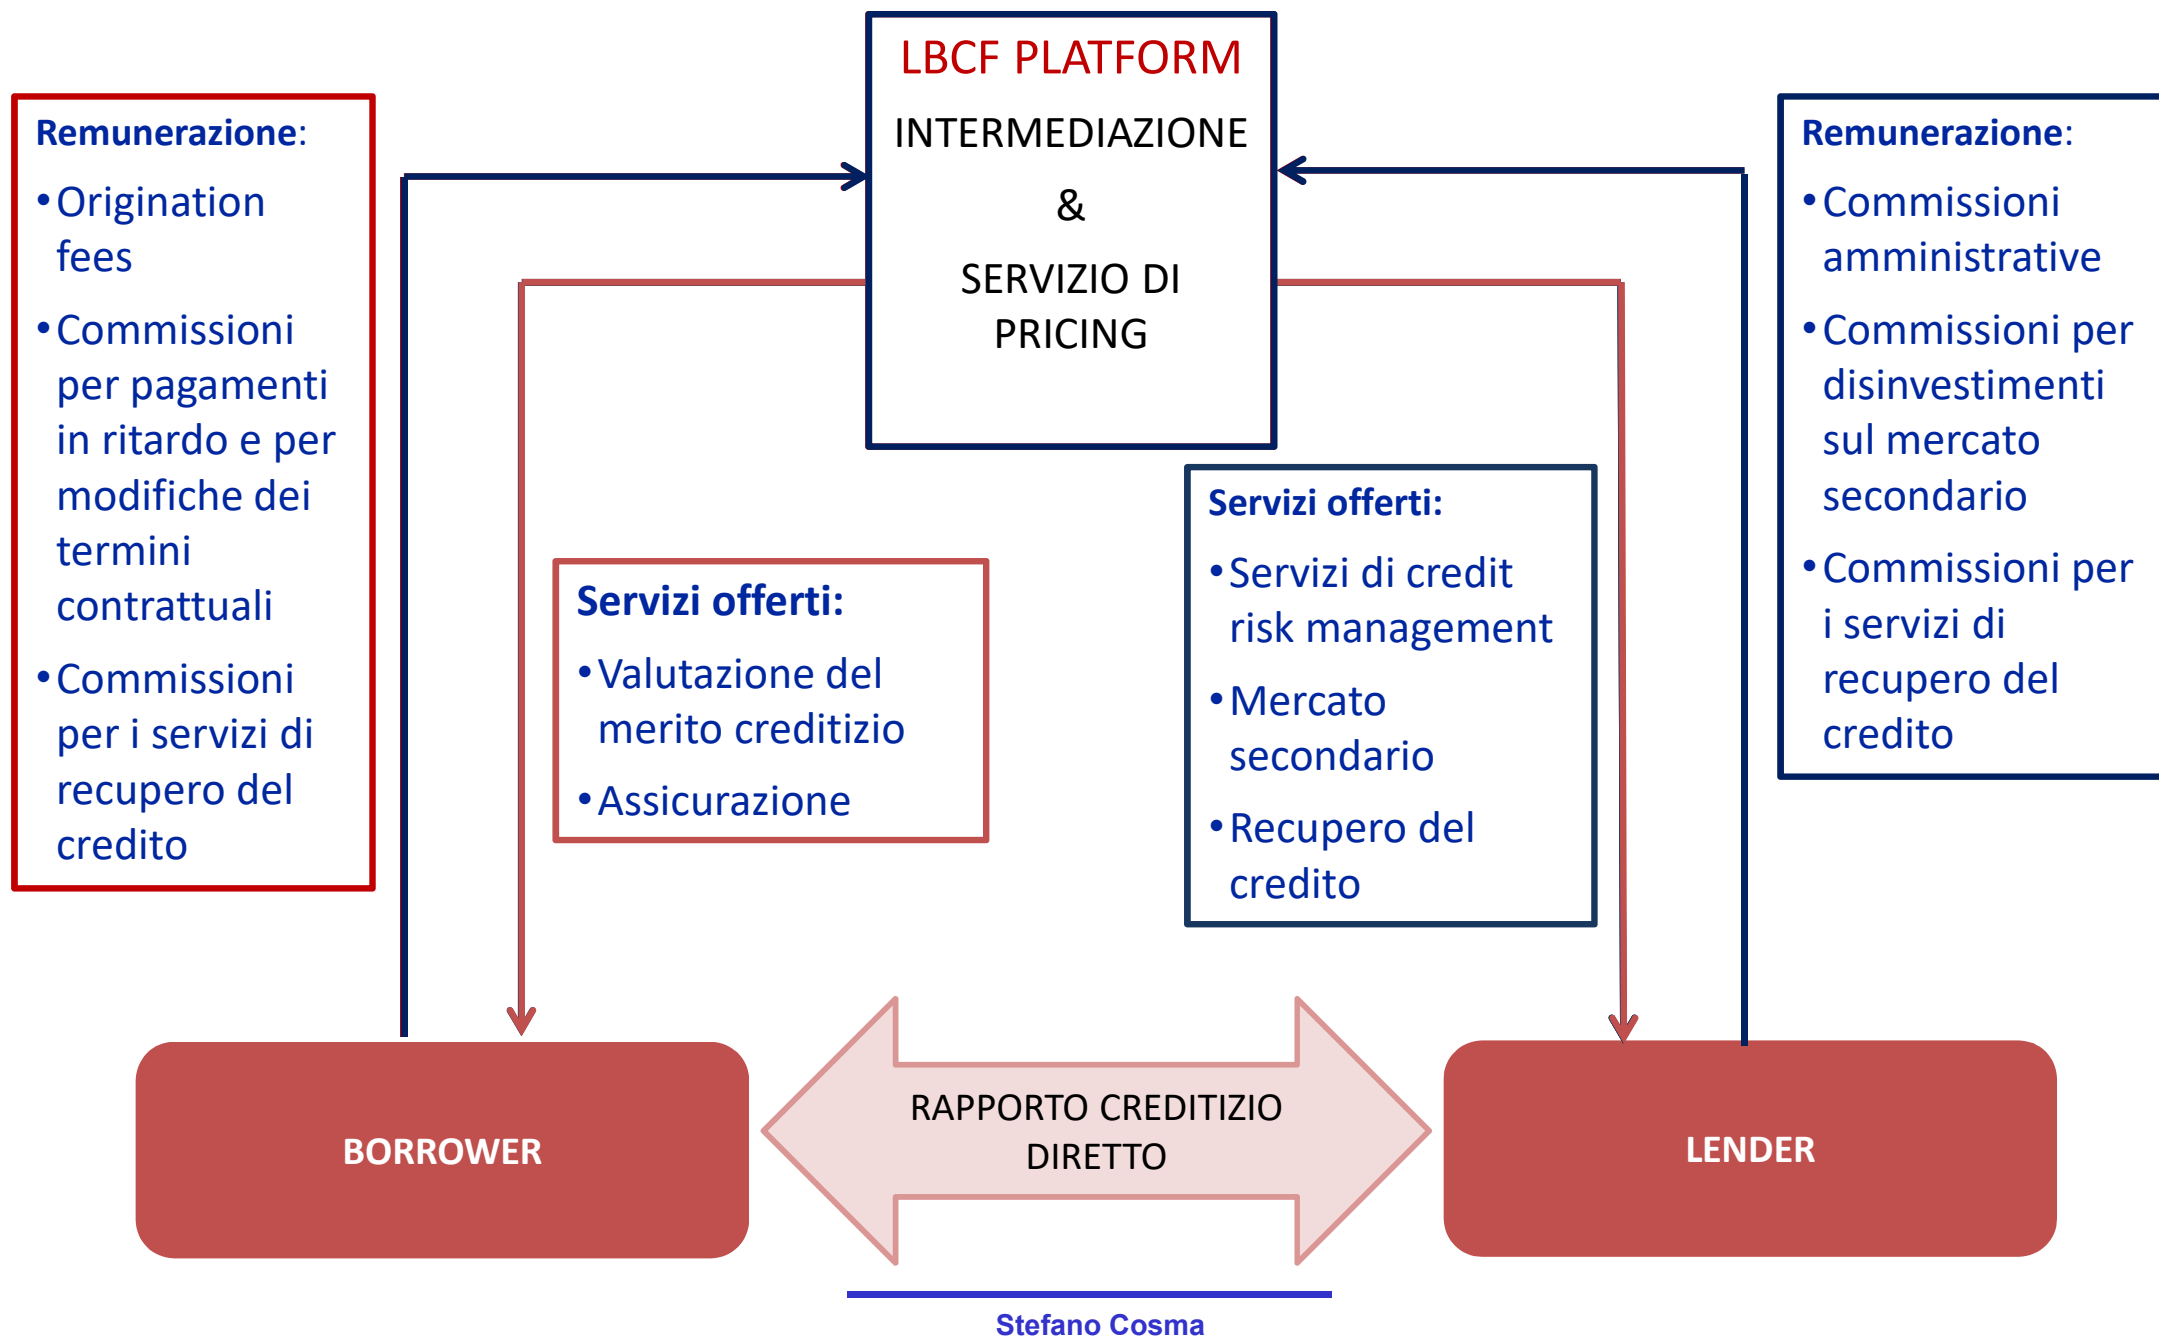 LBCF PLATFORM
INTERMEDIAZIONE
&
SERVIZIO DI
PRICING
Remunerazione:
•Origination
fees
•Commissioni
per pagamenti
in ritardo e per
modifiche dei
termini
contrattuali
•Commissioni
per i servizi di
recupero del
credito
Servizi offerti:
•Valutazione del
merito creditizio
•Assicurazione
Servizi offerti:
•Servizi di credit
risk management
•Mercato
secondario
•Recupero del
credito
Remunerazione:
•Commissioni
amministrative
•Commissioni per
disinvestimenti
sul mercato
secondario
•Commissioni per
i servizi di
recupero del
credito
BORROWER
RAPPORTO CREDITIZIO
DIRETTO
LENDER
Stefano Cosma